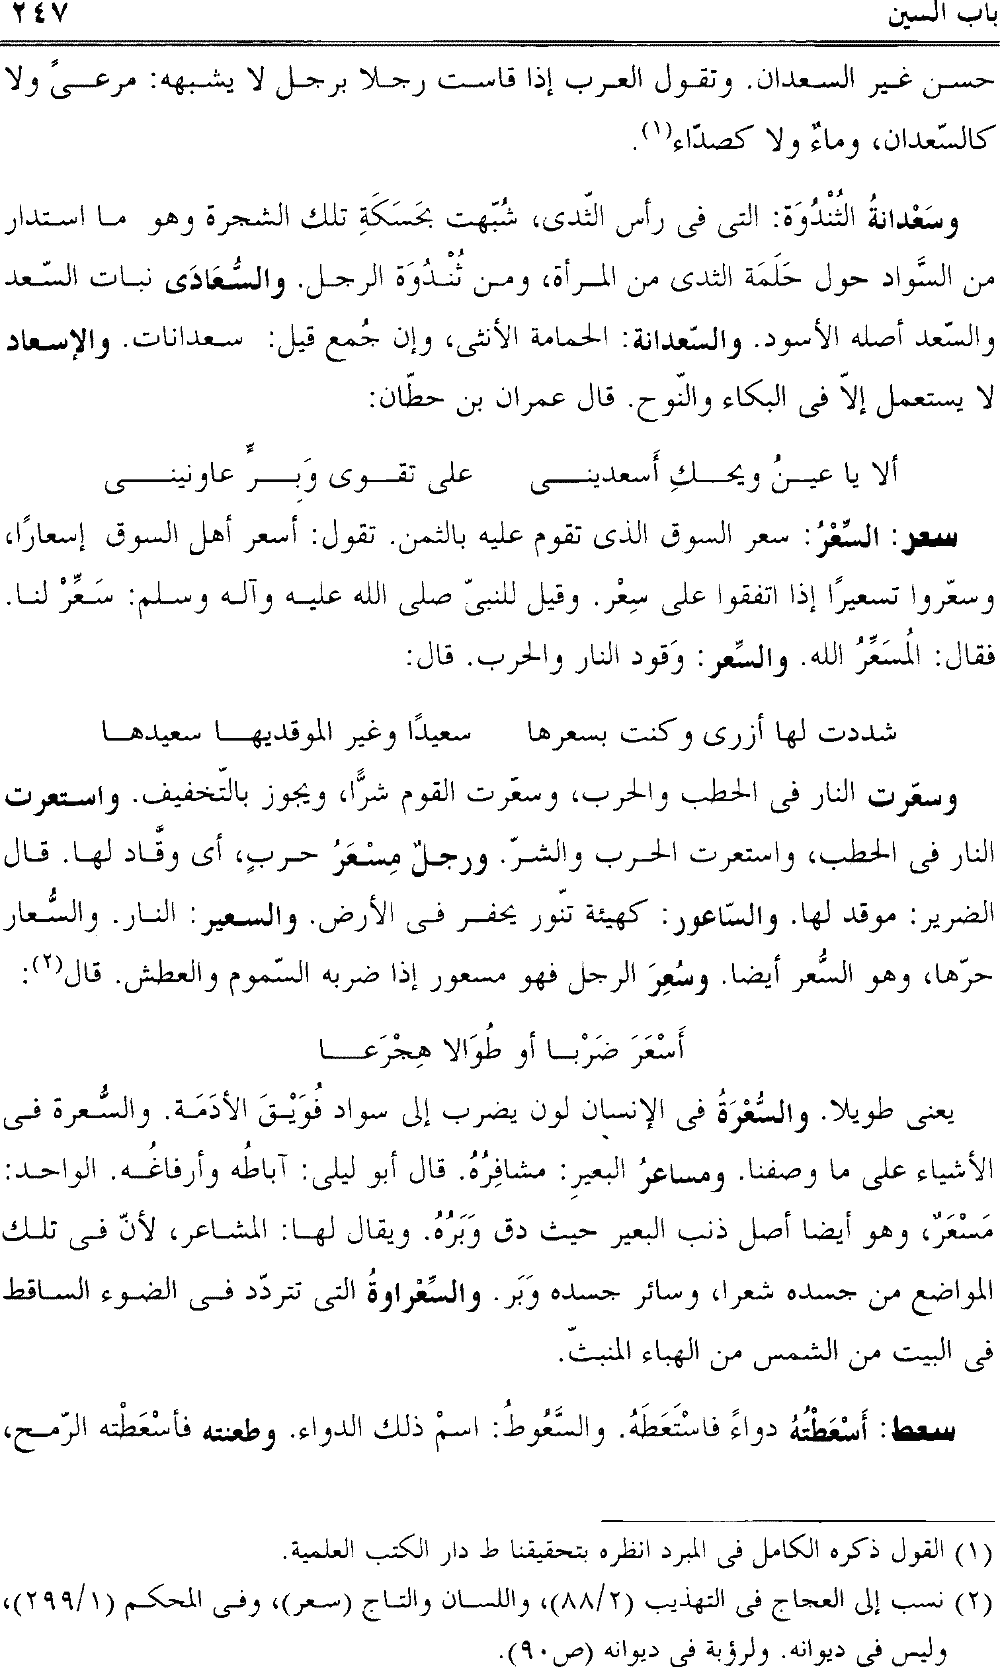 باب السين ٢٤٧
حسن غير السعدان. وتقول العرب إذا قاست رجلا برجل لا يشبهه: مرعىً ولا
كالسّعدان، وماءٌ ولا كصدّاء(١).
وسَعْدانةُ الثُنْدُوَة: التى فى رأس الثّدى، شُبّهت بحَسَكَةِ تلك الشجرة وهو ما استدار
من السَّواد حول حَلَمَة الثدى من المرأة، ومن ثُنْدُوَة الرجل. والسُّعَادَى نبات السّعد
والسّعد أصله الأسود. والسّعدانة: الحمامة الأنثى، وإن جُمع قيل: سعدانات. والإسعاد
لا يستعمل إلاّ فى البكاء والنّوح. قال عمران بن حطّان:
ألا يا عينُ ويحكِ أَسعدينى على تقوى وَبِرٍّ عاونينى
سعر: السِّعْرُ: سعر السوق الذى تقوم عليه بالثمن. تقول: أسعر أهل السوق إسعارًا،
وسعّروا تسعيرًا إذا اتفقوا على سِعْر. وقيل للنبىّ صلى الله عليه وآله وسلم: سَعِّرْ لنا.
فقال: المُسَعِّرُ الله. والسِّعر: وَقود النار والحرب. قال:
شددت لها أزرى وكنت بسعرها سعيدًا وغير الموقديها سعيدها
وسعّرت النار فى الحطب والحرب، وسعّرت القوم شرًّا، ويجوز بالتّخفيف. واستعرت
النار فى الحطب، واستعرت الحرب والشرّ. ورجلٌ مِسْعَرُ حربٍ، أى وقَّاد لها. قال
الضرير: موقد لها. والسّاعور: كهيئة تنّور يحفر فى الأرض. والسعير: النار. والسُّعار
حرّها، وهو السُّعر أيضا. وسُعِرَ الرجل فهو مسعور إذا ضربه السّموم والعطش. قال(٢):
أَسْعَرَ ضَرْبا أو طُوَالا هِجْرَعا
يعنى طويلا. والسُّعْرَةُ فى الإنسان لون يضرب إلى سواد فُوَيْقَ الأدَمَة. والسُّعرة فى
الأشياء على ما وصفنا. ومساعرُ البعيرِ: مشافِرُهُ. قال أبو ليلى: آباطُه وأرفاغُه. الواحد:
مَسْعَرٌ، وهو أيضا أصل ذنب البعير حيث دق وَبَرُهُ. ويقال لها: المشاعر، لأنّ فى تلك
المواضع من جسده شعرا، وسائر جسده وَبَر. والسِّعْراوةُ التى تتردّد فى الضوء الساقط
فى البيت من الشمس من الهباء المنبثّ.
سعط: أَسْعَطْتُهُ دواءً فاسْتَعَطَهُ. والسَّعُوطُ: اسمْ ذلك الدواء. وطعنته فأسْعَطْته الرّمح،
(١) القول ذكره الكامل فى المبرد انظره بتحقيقنا ط دار الكتب العلمية.
(٢) نسب إلى العجاج فى التهذيب (٨٨/٢)، واللسان والتاج (سعر)، وفى المحكم (٢٩٩/١)،
وليس فى ديوانه. ولرؤبة فى ديوانه (ص٩٠).